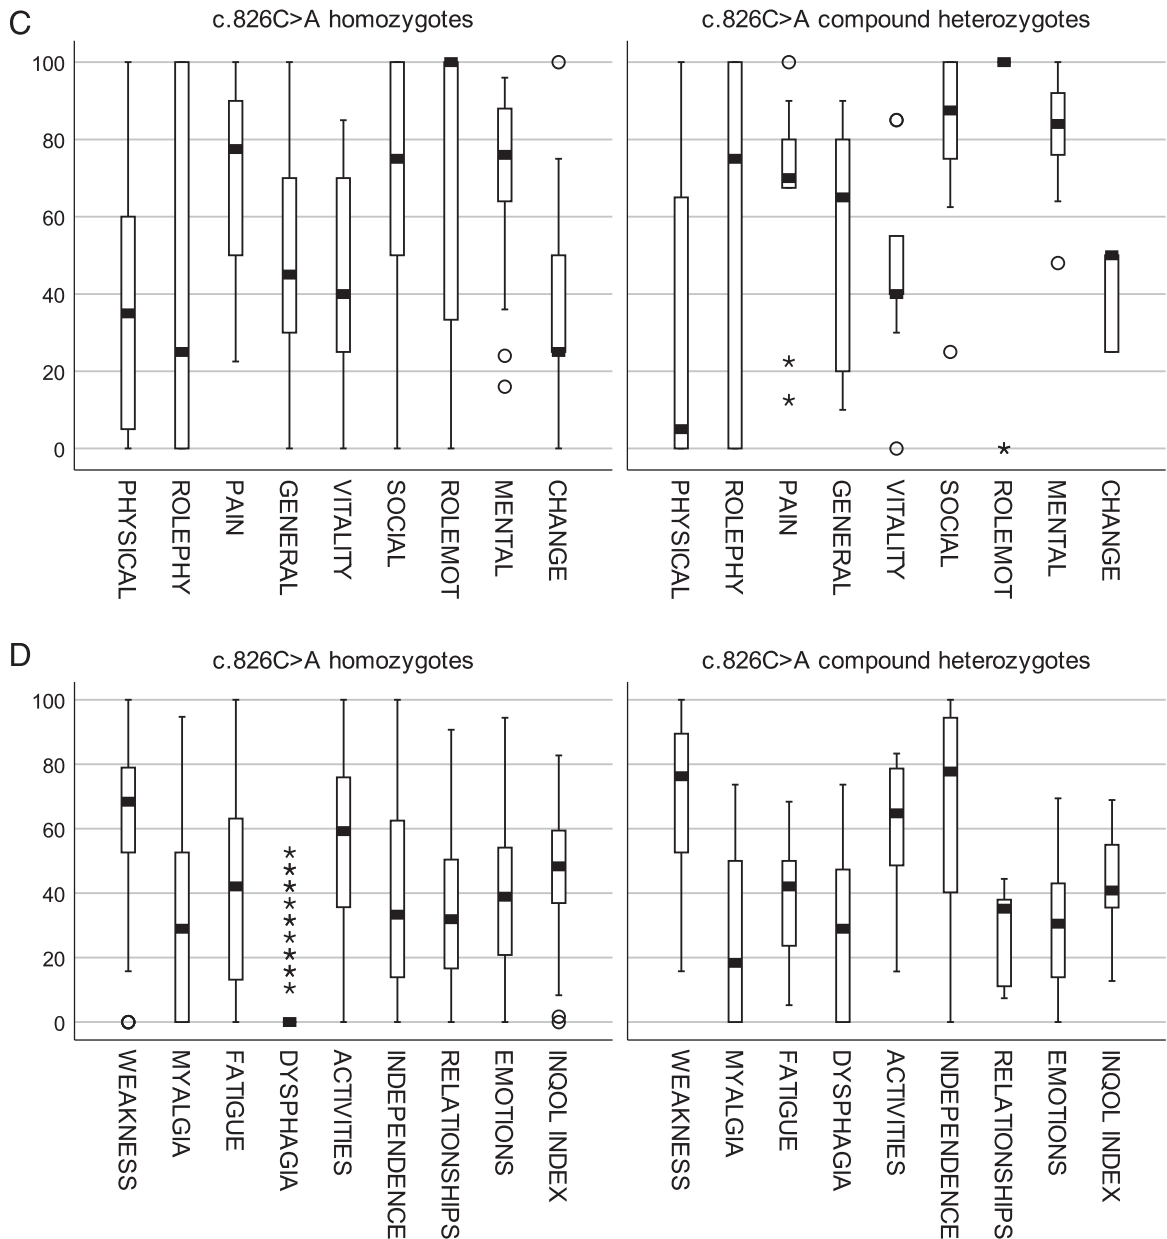 C
c.826C>A homozygotes
c.826C>A compound heterozygotes
100
80
60
40
20
0
PHYSICAL
ROLEPHY
PAIN
GENERAL
VITALITY
SOCIAL
ROLEMOT
MENTAL
CHANGE
PHYSICAL
ROLEPHY
PAIN
GENERAL
VITALITY
SOCIAL
ROLEMOT
MENTAL
CHANGE
D
c.826C>A homozygotes
c.826C>A compound heterozygotes
100
80
60
40
20
0
WEAKNESS
MYALGIA
FATIGUE
DYSPHAGIA
ACTIVITIES
INDEPENDENCE
RELATIONSHIPS
EMOTIONS
INQOL INDEX
WEAKNESS
MYALGIA
FATIGUE
DYSPHAGIA
ACTIVITIES
INDEPENDENCE
RELATIONSHIPS
EMOTIONS
INQOL INDEX